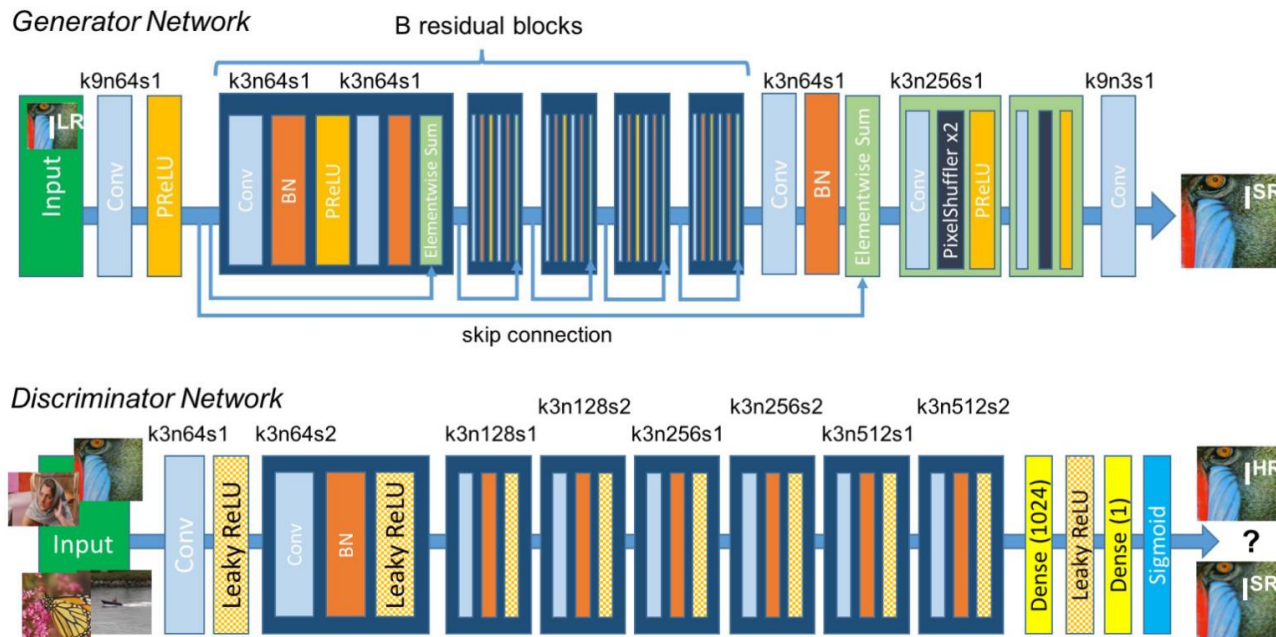 Generator Network
B residual blocks
k9n64s1
k3n64s1
k3n64s1
k3n64s1
k3n256s1
k9n3s1
Input
I LR
Conv
PReLU
Conv
BN
PReLU
Elementwise Sum
Conv
BN
Elementwise Sum
Conv
PixelShuffler x2
PReLU
Conv
I SR
skip connection
Discriminator Network
k3n128s2
k3n256s2
k3n512s2
k3n64s1
k3n64s2
k3n128s1
k3n256s1
k3n512s1
Input
Conv
Leaky ReLU
Conv
BN
Leaky ReLU
Dense (1024)
Leaky ReLU
Dense (1)
Sigmoid
I HR
?
I SR